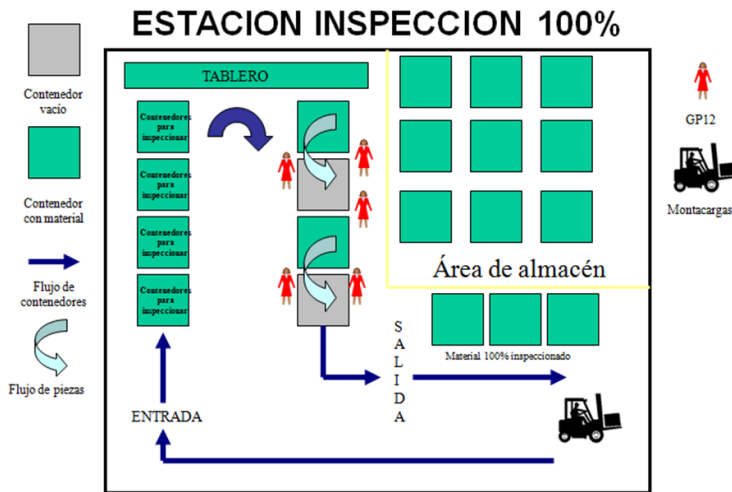 ESTACION INSPECCION 100%
Contenedor
vacío
Contenedor
con material
Flujo de
contenedores
Flujo de piezas
TABLERO
Contenedores
para
inspeccionar
Contenedores
para
inspeccionar
Contenedores
para
inspeccionar
Contenedores
para
inspeccionar
ENTRADA
S
A
L
I
D
A
Área de almacén
Material 100% inspeccionado
GP12
Montacargas